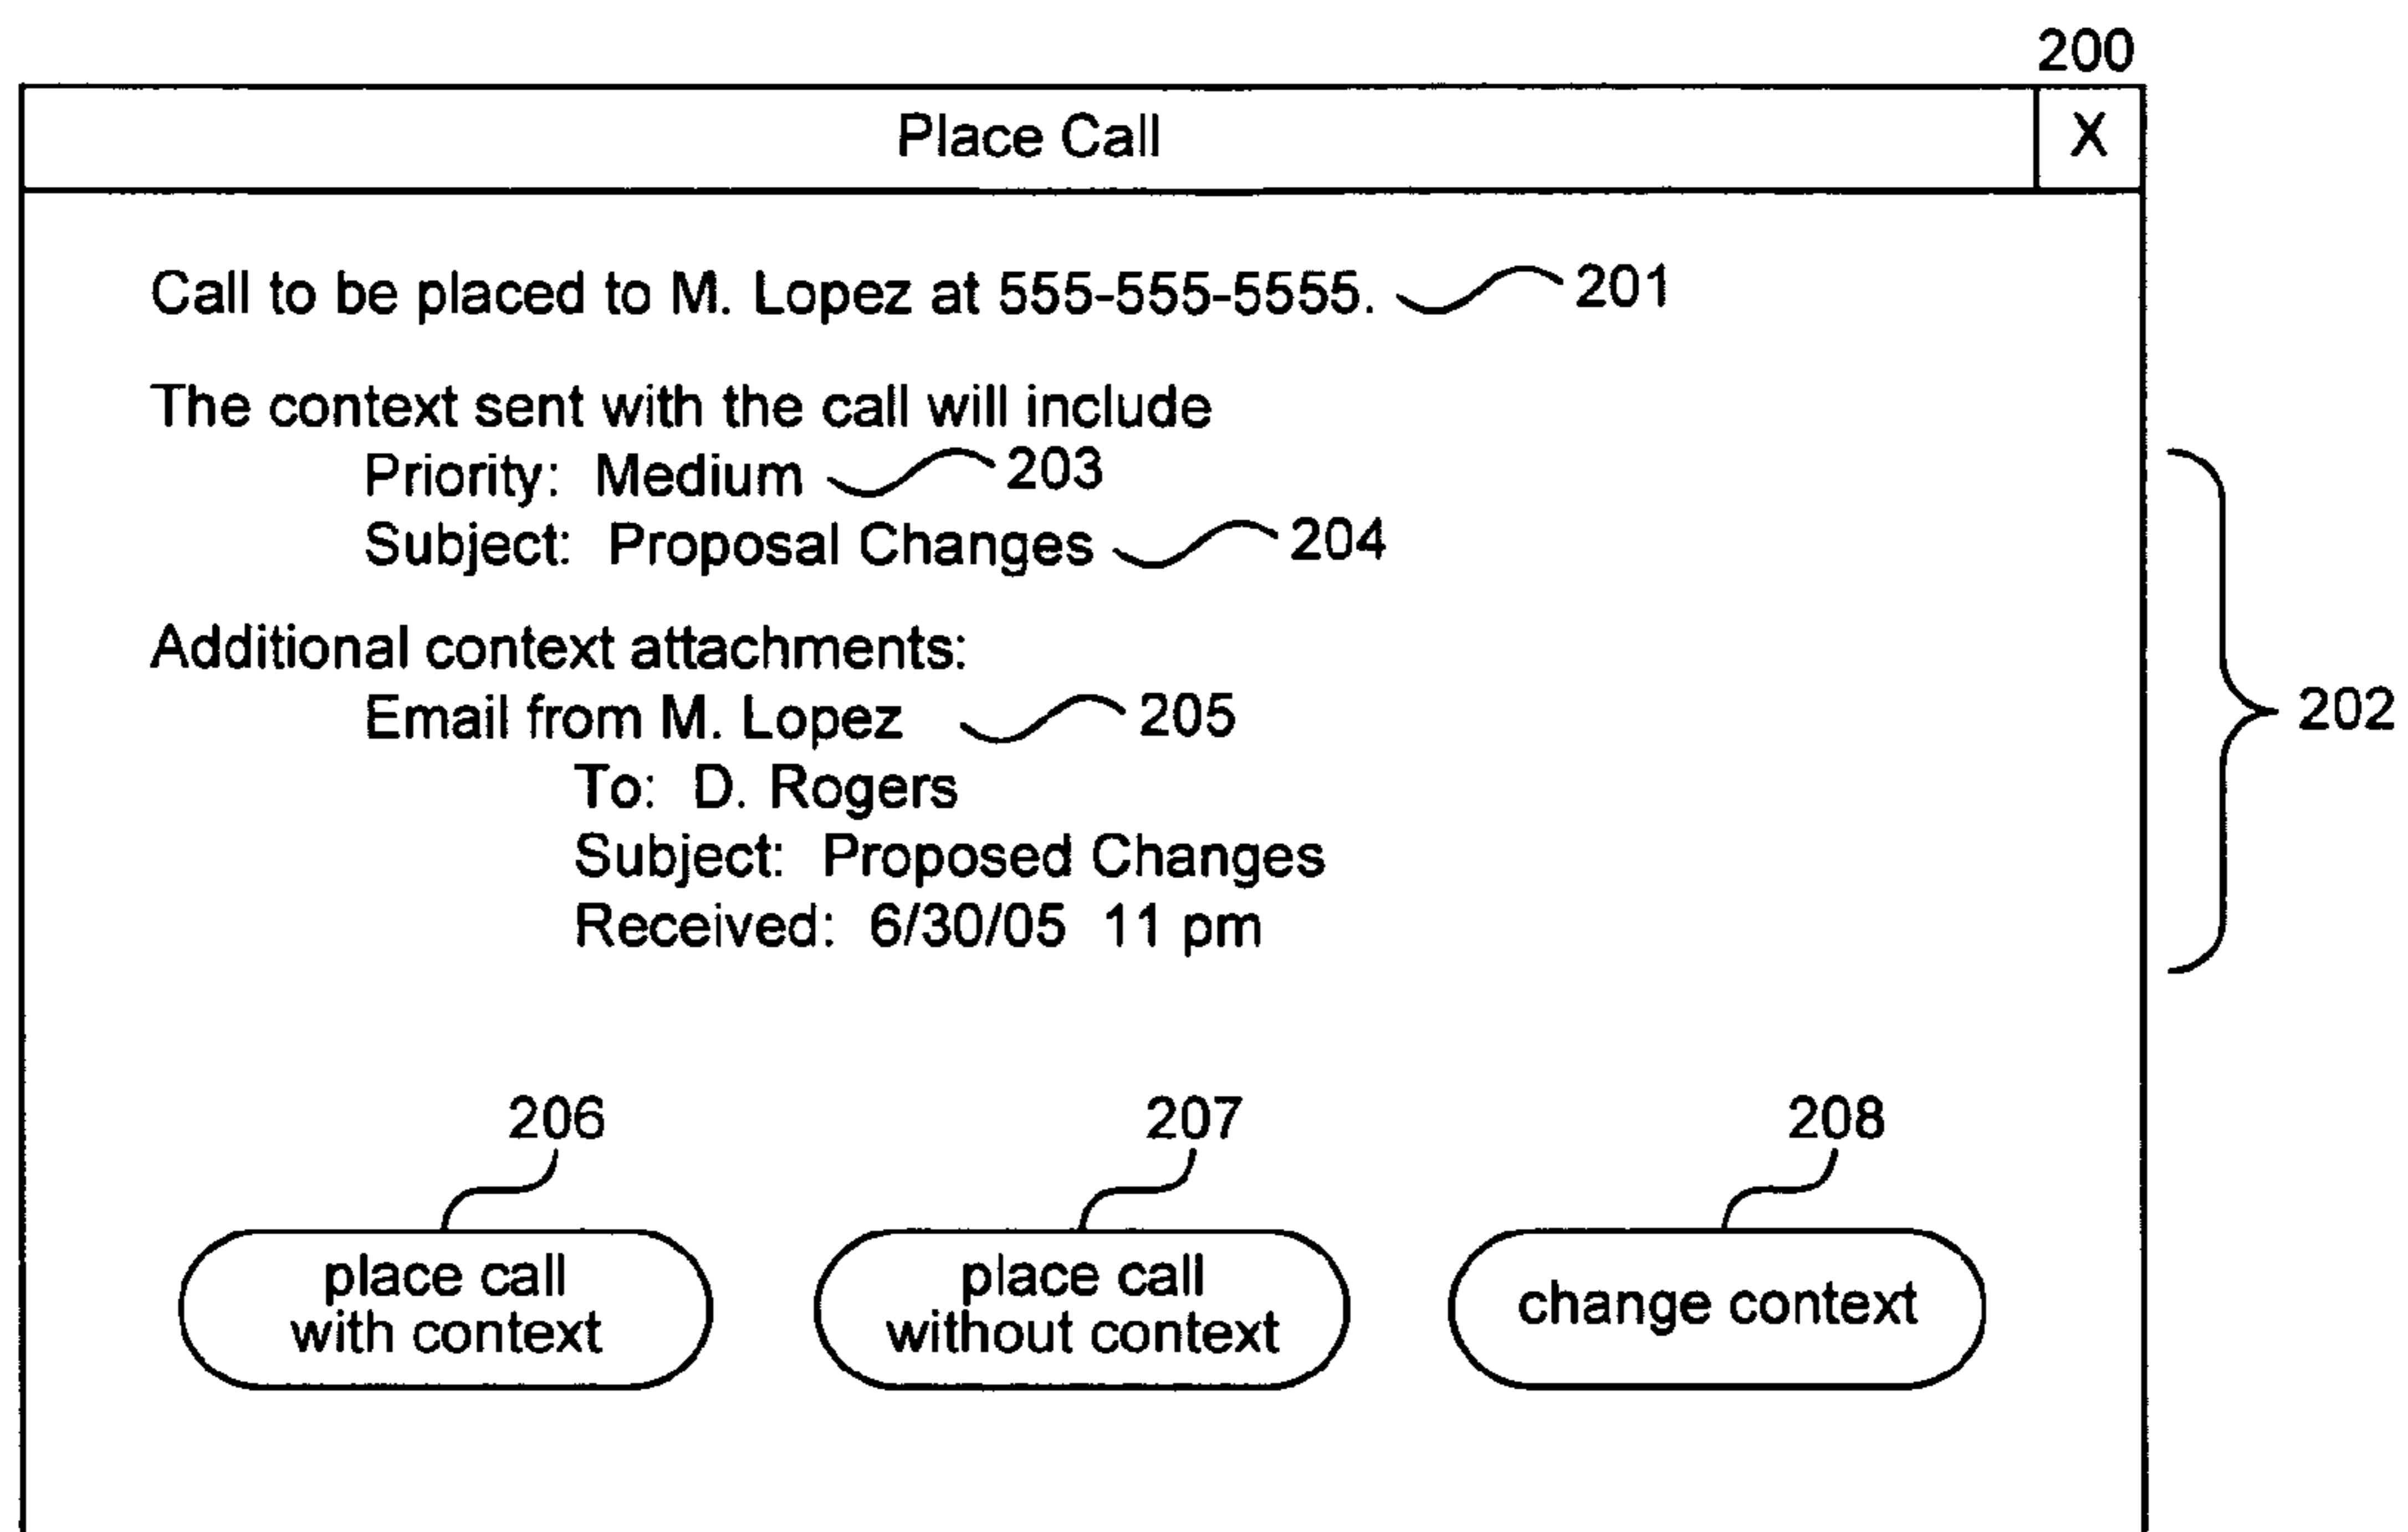 200
Place Call X
Call to be placed to M. Lopez at 555-555-5555. 201
The context sent with the call will include
Priority: Medium 203
Subject: Proposal Changes 204
Additional context attachments:
Email from M. Lopez 205
202
To: D. Rogers
Subject: Proposed Changes
Received: 6/30/05 11 pm
206 207 208
place call
with context
place call
without context
change context